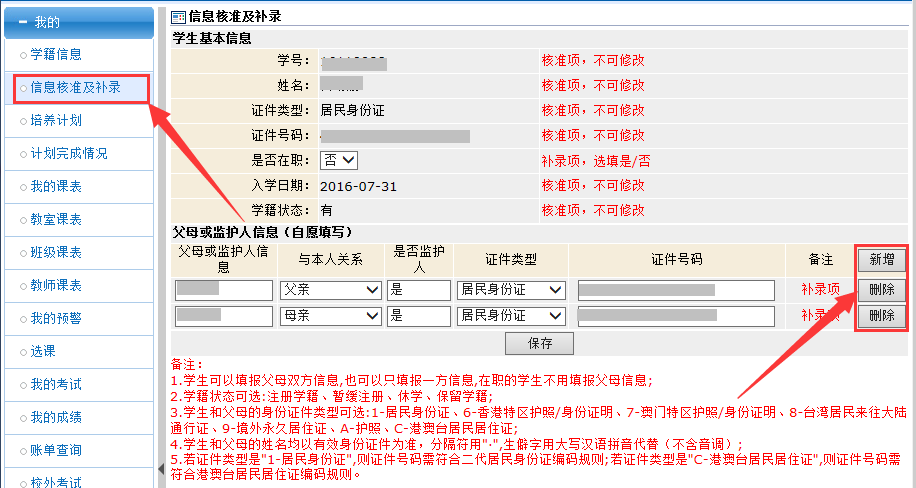 我的
学籍信息
信息核准及补录
培养计划
计划完成情况
我的课表
教室课表
班级课表
教师课表
我的预警
选课
我的考试
我的成绩
账单查询
校外考试
信息核准及补录
学生基本信息
学号： 核准项，不可修改
姓名： 核准项，不可修改
证件类型： 居民身份证 核准项，不可修改
证件号码： 核准项，不可修改
是否在职： 否 补录项，选填是/否
入学日期： 2016-07-31 核准项，不可修改
学籍状态： 有 核准项，不可修改
父母或监护人信息（自愿填写）
父母或监护人信息 与本人关系 是否监护人 证件类型 证件号码 备注 新增
父亲 是 居民身份证 补录项 删除
母亲 是 居民身份证 补录 删除
保存
备注：
1.学生可以填报父母双方信息,也可以只填报一方信息,在职的学生不用填报父母信息;
2.学籍状态可选:注册学籍、暂缓注册、休学、保留学籍;
3.学生和父母的身份证件类型可选:1-居民身份证、6-香港特区护照/身份证明、7-澳门特区护照/身份证明、8-台湾居民来往大陆
通行证、9-境外永久居住证、A-护照、C-港澳台居民居住证;
4.学生和父母的姓名均以有效身份证件为准，分隔符用"·",生僻字用大写汉语拼音代替（不含音调）;
5.若证件类型是"1-居民身份证",则证件号码需符合二代居民身份证编码规则;若证件类型是"C-港澳台居民居住证",则证件号码需
符合港澳台居民居住证编码规则。